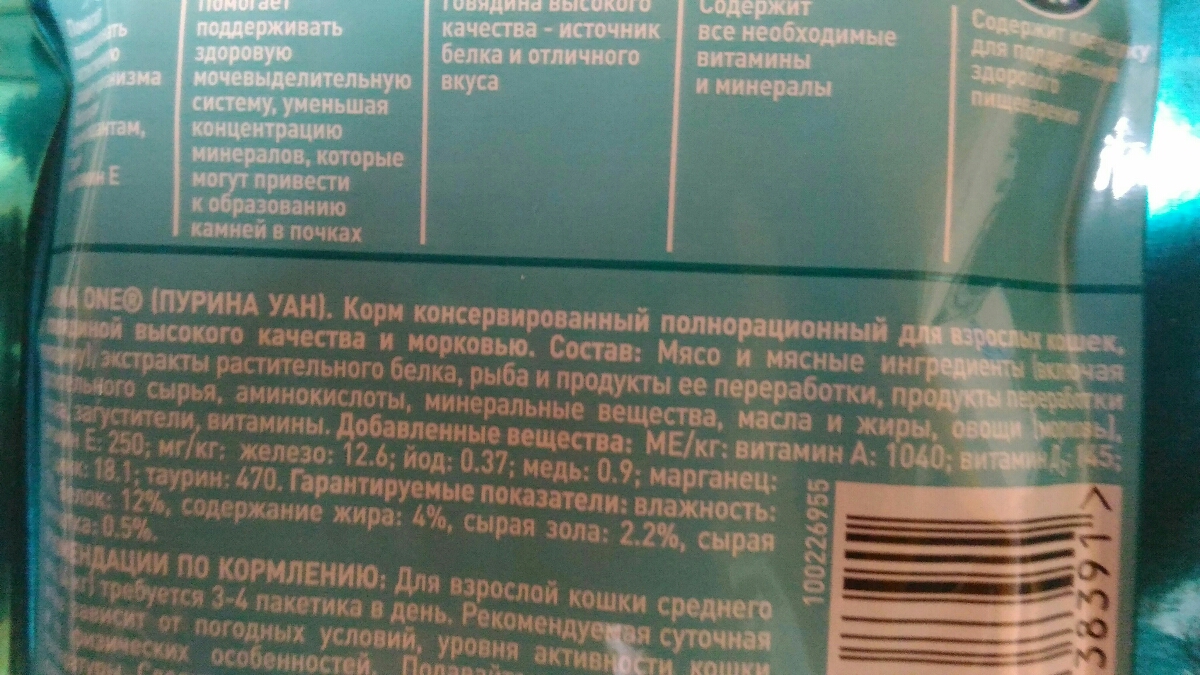 Помогает
поддерживать
здоровую
мочевыделительную
систему, уменьшая
концентрацию
минералов, которые
могут привести
к образованию
камней в почках
говядина высокого
качества - источник
белка и отличного
вкуса
Содержит
все необходимые
витамины
и минералы
Содержит
для
здорового
пищеварения
Е
ONE® (ПУРИНА УАН). Корм консервированный полнорационный для взрослых кошек,
высокого качества и морковью. Состав: Мясо и мясные ингредиенты (включая
экстракты растительного белка, рыба и продукты ее переработки, продукты переработки
сырья, аминокислоты, минеральные вещества, масла и жиры, овощи (морковь),
загустители, витамины. Добавленные вещества: МЕ/кг: витамин А: 1040;
Е: 250; мг/кг: железо: 12.6; йод: 0.37; медь: 0.9; марганец:
18.1; таурин: 470. Гарантируемые показатели: влажность:
12%, содержание жира: 4%, сырая зола: 2.2%, сырая
0.5%.
ПО КОРМЛЕНИЮ: Для взрослой кошки среднего
требуется 3-4 пакетика в день. Рекомендуемая суточная
зависит от погодных условий, уровня активности кошки
особенностей.
100226955
383911>